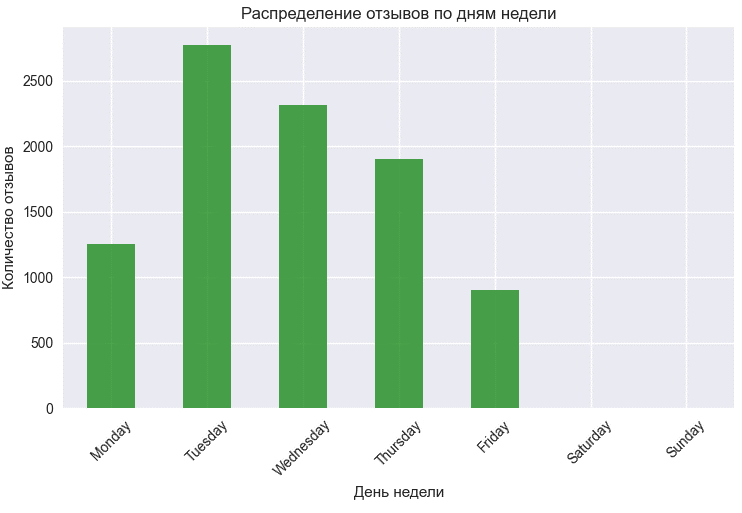 Распределение отзывов по дням недели
Количество отзывов
2500
2000
1500
1000
500
0
Monday
Tuesday
Wednesday
Thursday
Friday
Saturday
Sunday
День недели